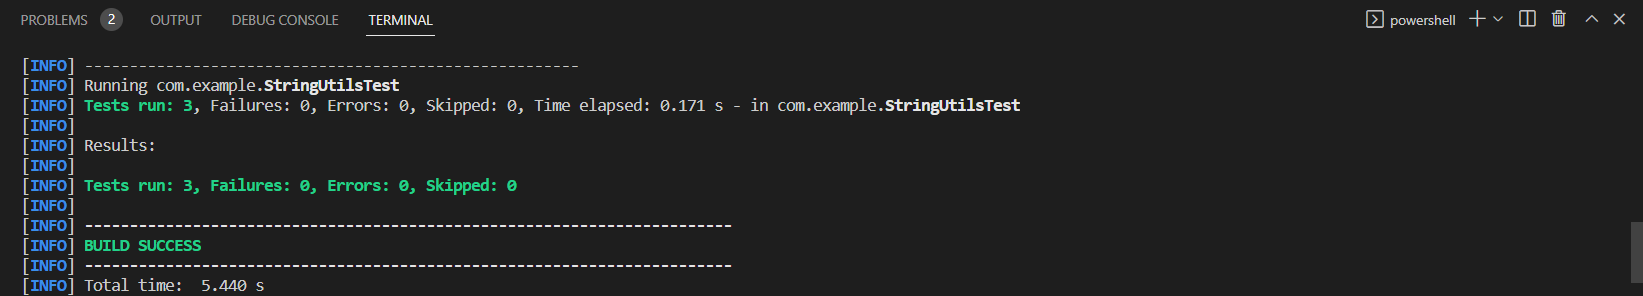 PROBLEMS 2 OUTPUT DEBUG CONSOLE TERMINAL powershell
[INFO] -------------------------------------------------------
[INFO] Running com.example.StringUtilsTest
[INFO] Tests run: 3, Failures: 0, Errors: 0, Skipped: 0, Time elapsed: 0.171 s - in com.example.StringUtilsTest
[INFO]
[INFO] Results:
[INFO]
[INFO] Tests run: 3, Failures: 0, Errors: 0, Skipped: 0
[INFO]
[INFO] ------------------------------------------------------------------------
[INFO] BUILD SUCCESS
[INFO] ------------------------------------------------------------------------
[INFO] Total time:  5.440 s